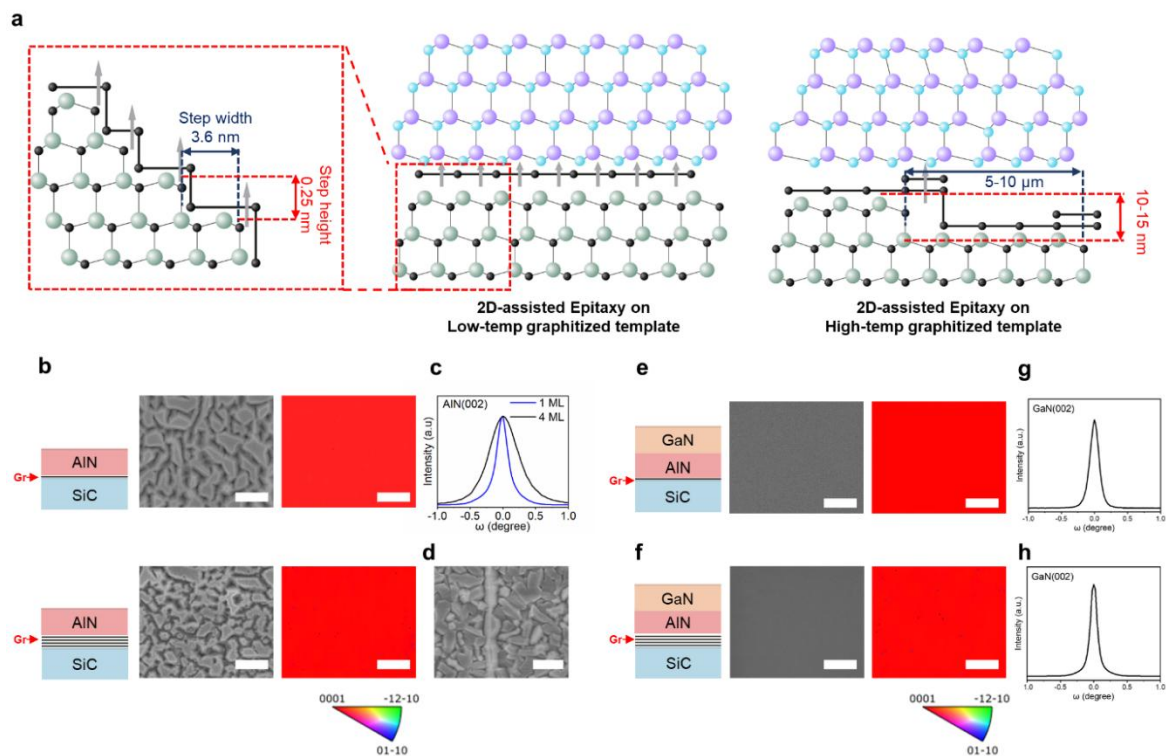 a
Step width
3.6 nm
Step height
0.25 nm
5-10 µm
10-15 nm
2D-assisted Epitaxy on
Low-temp graphitized template
2D-assisted Epitaxy on
High-temp graphitized template
b
AlN
Gr
SiC
AlN
Gr
SiC
0001 -12-10
01-10
c
AlN(002)
1 ML
4 ML
Intensity (a.u)
-1.0 -0.5 0.0 0.5 1.0
ω (degree)
d
e
GaN
AlN
Gr
SiC
f
GaN
AlN
Gr
SiC
0001 -12-10
01-10
g
GaN(002)
Intensity (a.u.)
-1.0 -0.5 0.0 0.5 1.0
ω (degree)
h
GaN(002)
Intensity (a.u.)
1.0 -0.5 0.0 0.5 1.0
ω (degree)